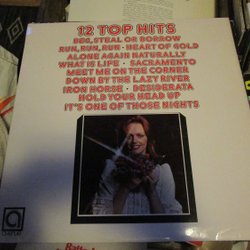 12 TOP HITS
BEG, STEAL OR BORROW
RUN, RUN, RUN · HEART OF GOLD
ALONE AGAIN NATURALLY
WHAT IS LIFE · SACRAMENTO
MEET ME ON THE CORNER
DOWN BY THE LAZY RIVER
IRON HORSE · DESIDERATA
HOLD YOUR HEAD UP
IT'S ONE OF THOSE NIGHTS